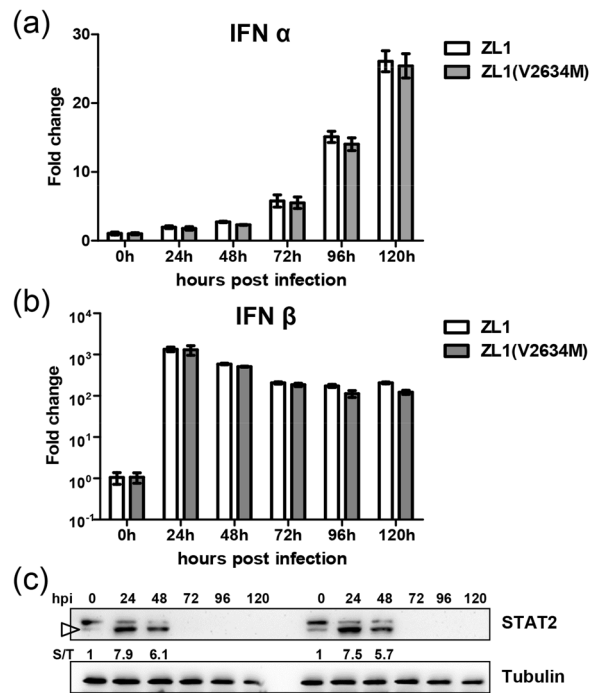 (a)
IFN α
ZL1
ZL1(V2634M)
Fold change
30
20
10
0
0h 24h 48h 72h 96h 120h
hours post infection
(b)
IFN β
ZL1
ZL1(V2634M)
Fold change
10⁴
10³
10²
10¹
10⁰
10⁻¹
0h 24h 48h 72h 96h 120h
hours post infection
(c)
hpi 0 24 48 72 96 120 0 24 48 72 96 120
STAT2
S/T 1 7.9 6.1 1 7.5 5.7
Tubulin